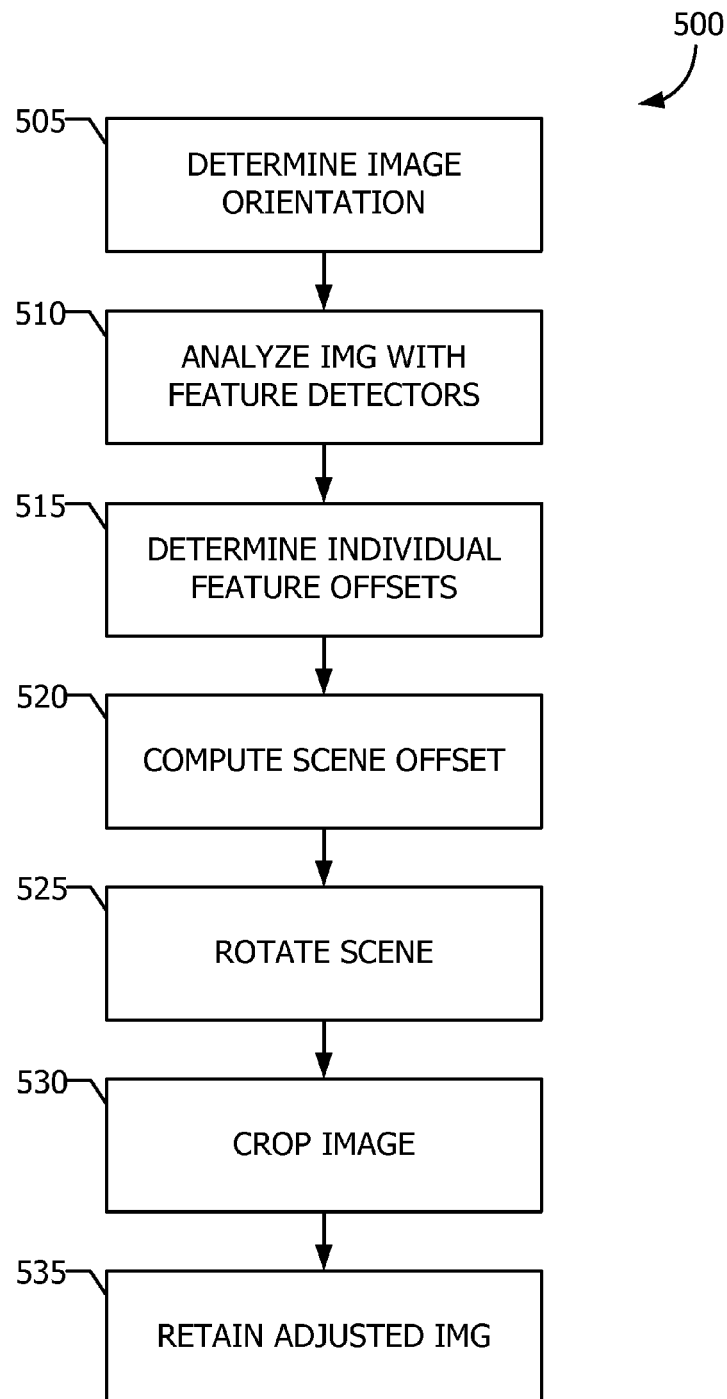 500
505
DETERMINE IMAGE
ORIENTATION
510
ANALYZE IMG WITH
FEATURE DETECTORS
515
DETERMINE INDIVIDUAL
FEATURE OFFSETS
520
COMPUTE SCENE OFFSET
525
ROTATE SCENE
530
CROP IMAGE
535
RETAIN ADJUSTED IMG